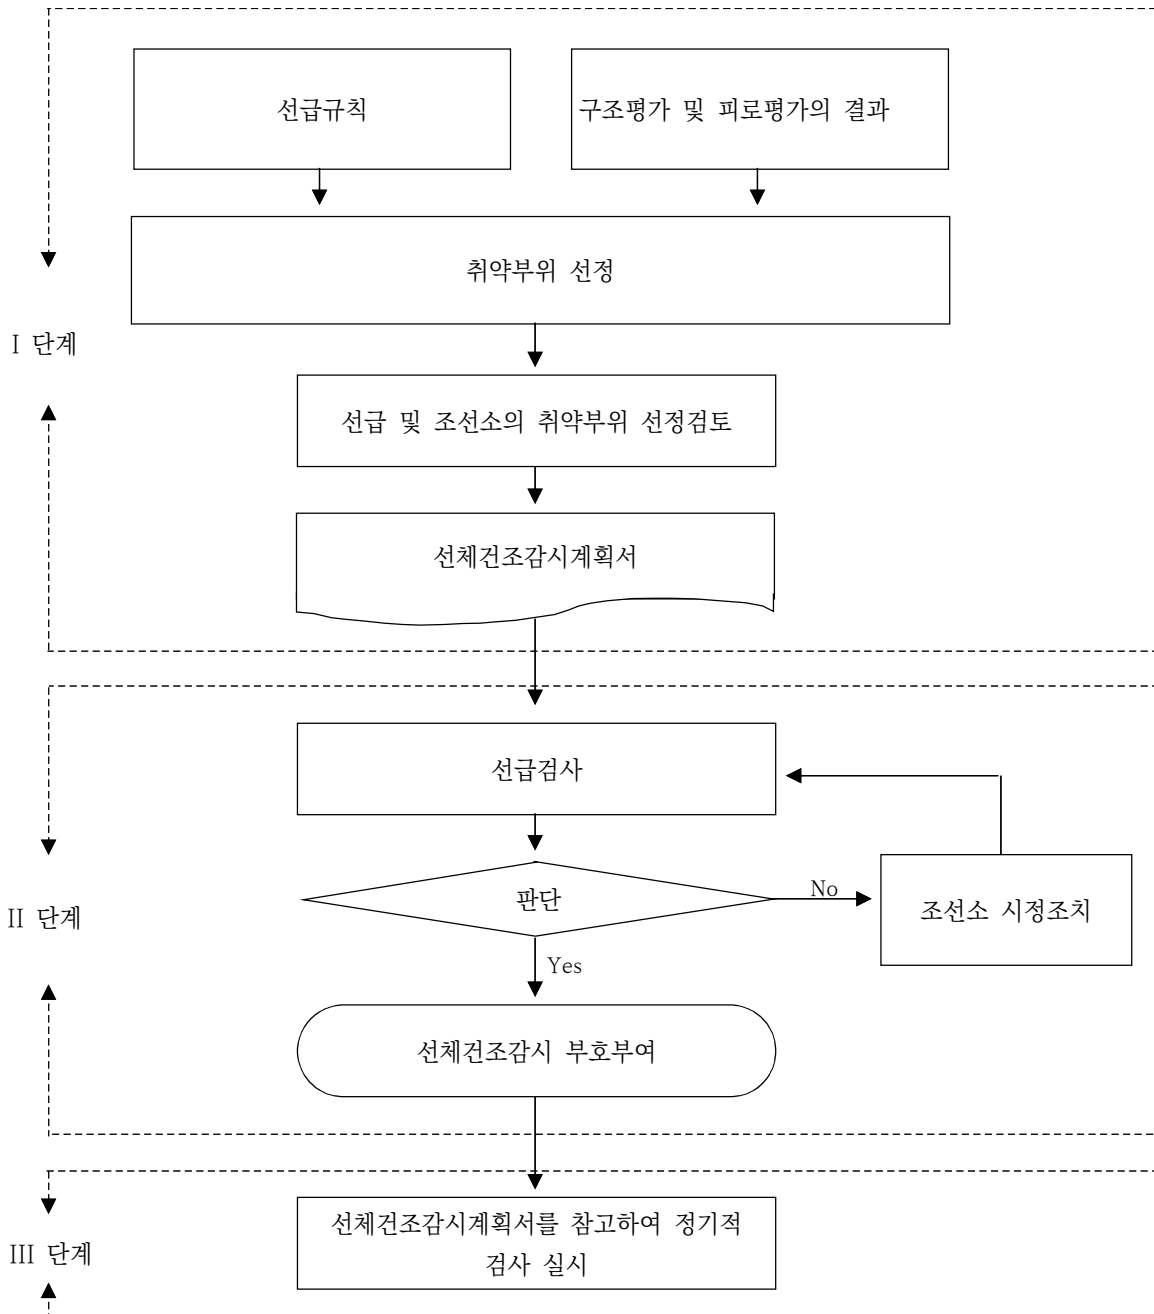 선급규칙
구조평가 및 피로평가의 결과
취약부위 선정
I 단계
선급 및 조선소의 취약부위 선정검토
선체건조감시계획서
선급검사
판단
No
조선소 시정조치
II 단계
Yes
선체건조감시 부호부여
선체건조감시계획서를 참고하여 정기적
검사 실시
III 단계